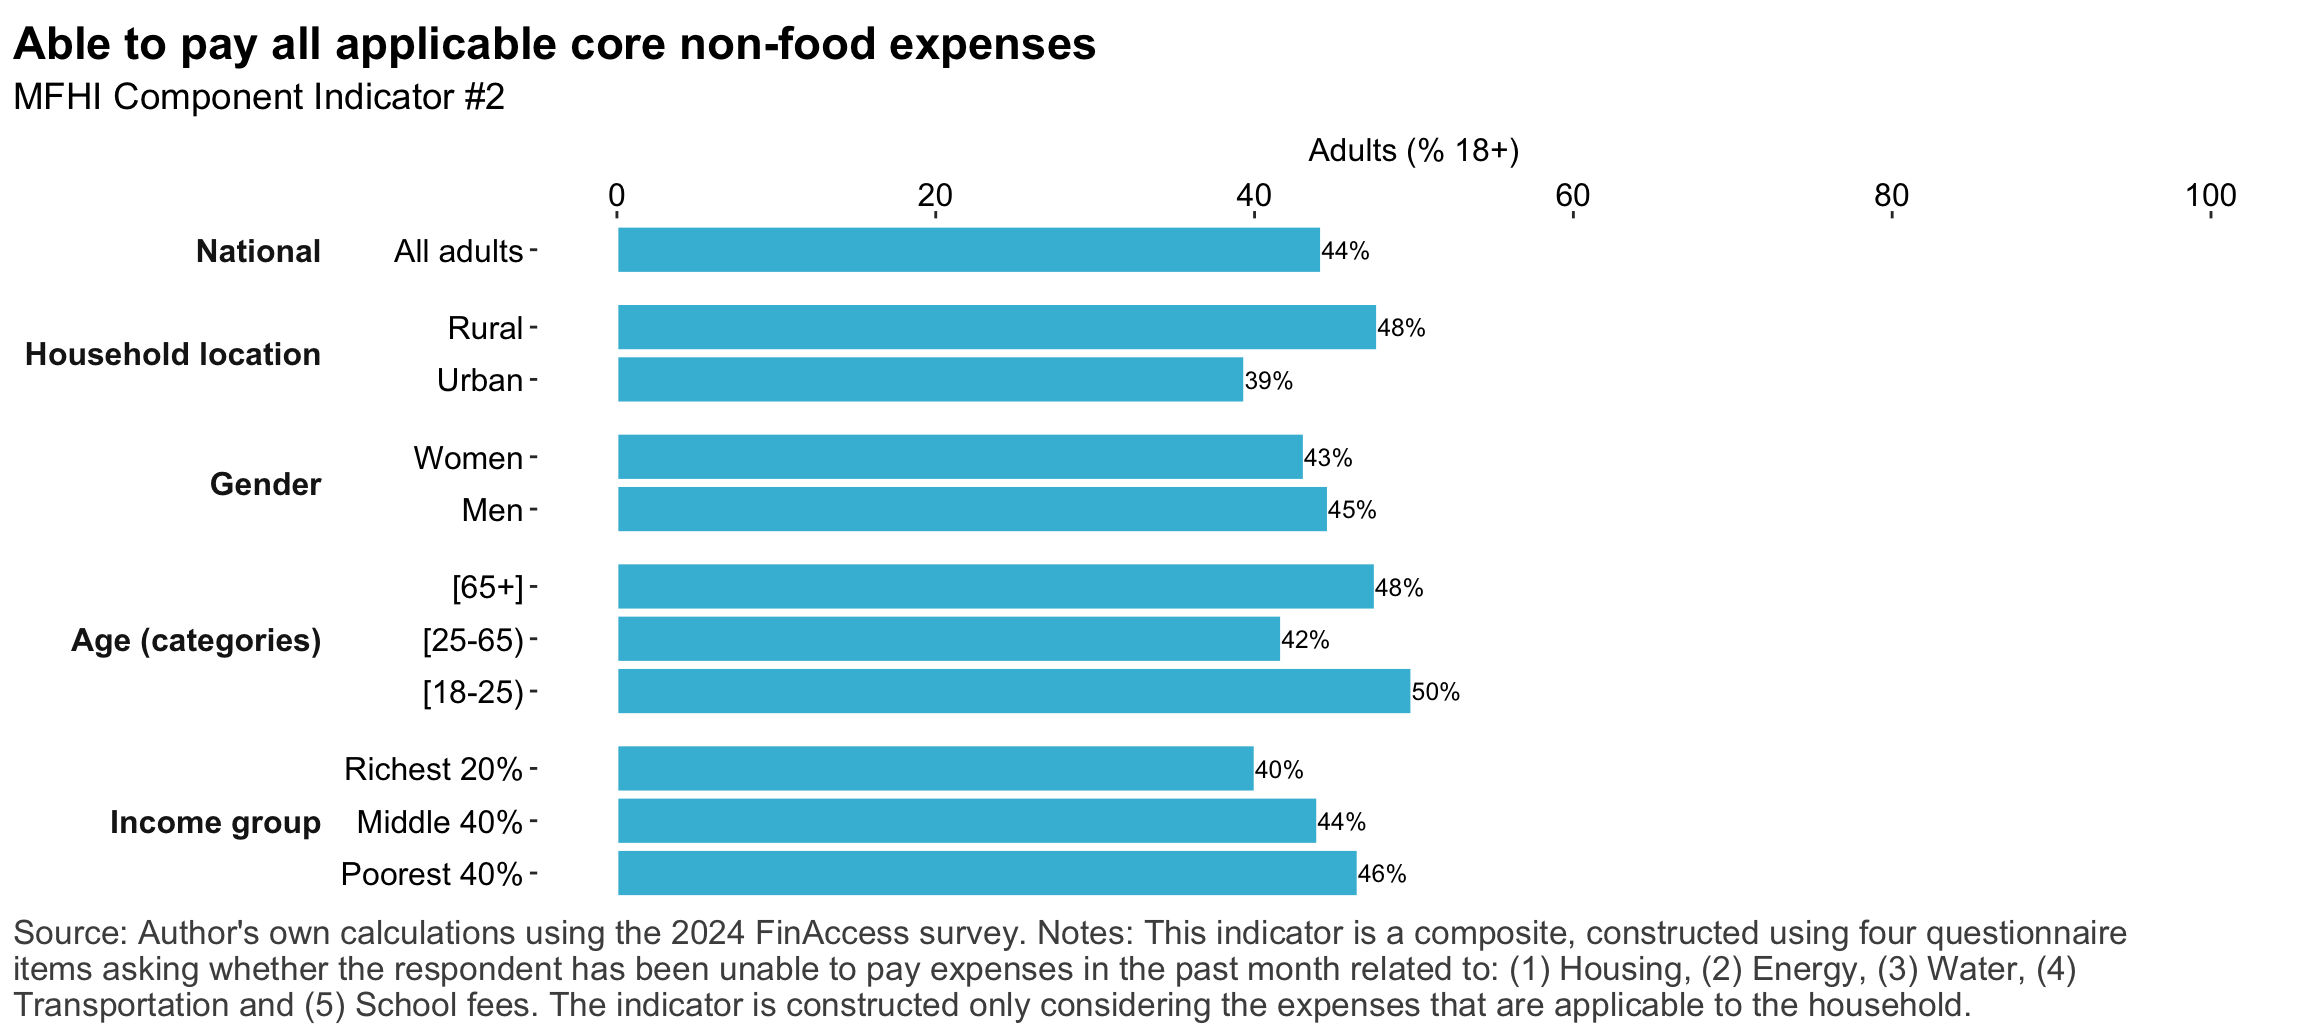 Able to pay all applicable core non-food expenses
MFHI Component Indicator #2
Adults (% 18+)
0 20 40 60 80 100
National All adults 44%
Rural 48%
Household location
Urban 39%
Women 43%
Gender
Men 45%
[65+] 48%
Age (categories) [25-65) 42%
[18-25) 50%
Richest 20% 40%
Income group Middle 40% 44%
Poorest 40% 46%
Source: Author's own calculations using the 2024 FinAccess survey. Notes: This indicator is a composite, constructed using four questionnaire
items asking whether the respondent has been unable to pay expenses in the past month related to: (1) Housing, (2) Energy, (3) Water, (4)
Transportation and (5) School fees. The indicator is constructed only considering the expenses that are applicable to the household.